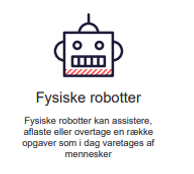 Fysiske robotter
Fysiske robotter kan assistere,
aflaste eller overtage en række
opgaver som i dag varetages af
mennesker